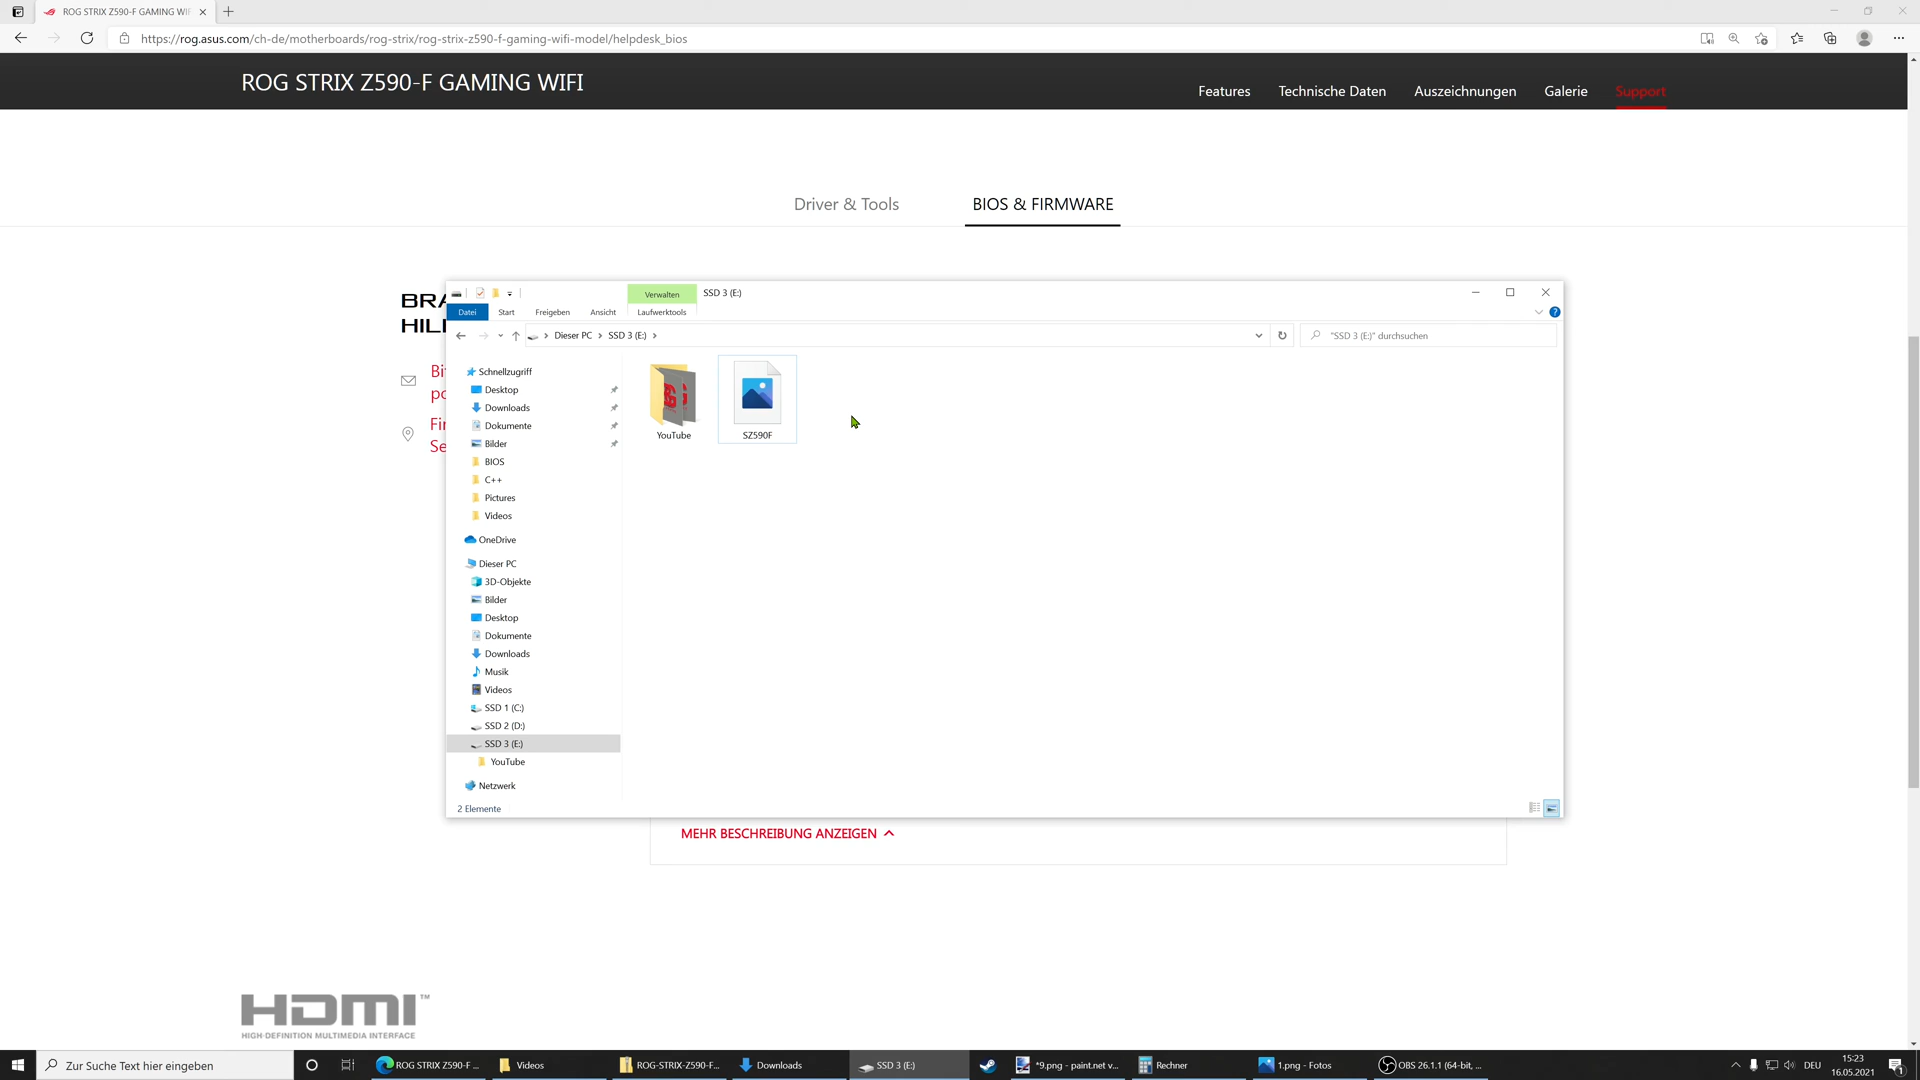 ROG STRIX Z590-F GAMING WIFI
https://rog.asus.com/ch-de/motherboards/rog-strix/rog-strix-z590-f-gaming-wifi-model/helpdesk_bios
ROG STRIX Z590-F GAMING WIFI
Features
Technische Daten
Auszeichnungen
Galerie
Support
Driver & Tools
BIOS & FIRMWARE
Verwalten
SSD 3 (E:)
Datei
Start
Freigeben
Ansicht
Laufwerktools
Dieser PC
SSD 3 (E:)
"SSD 3 (E:)" durchsuchen
Schnellzugriff
Desktop
Downloads
Dokumente
Bilder
BIOS
C++
Pictures
Videos
OneDrive
Dieser PC
3D-Objekte
Bilder
Desktop
Dokumente
Downloads
Musik
Videos
SSD 1 (C:)
SSD 2 (D:)
SSD 3 (E:)
YouTube
Netzwerk
YouTube
SZ590F
2 Elemente
MEHR BESCHREIBUNG ANZEIGEN
HDMI™
HIGH-DEFINITION MULTIMEDIA INTERFACE
Zur Suche Text hier eingeben
ROG STRIX Z590-F ...
Videos
ROG-STRIX-Z590-F...
Downloads
SSD 3 (E:)
*9.png - paint.net v...
Rechner
1.png - Fotos
OBS 26.1.1 (64-bit, ...
DEU
15:23
16.05.2021